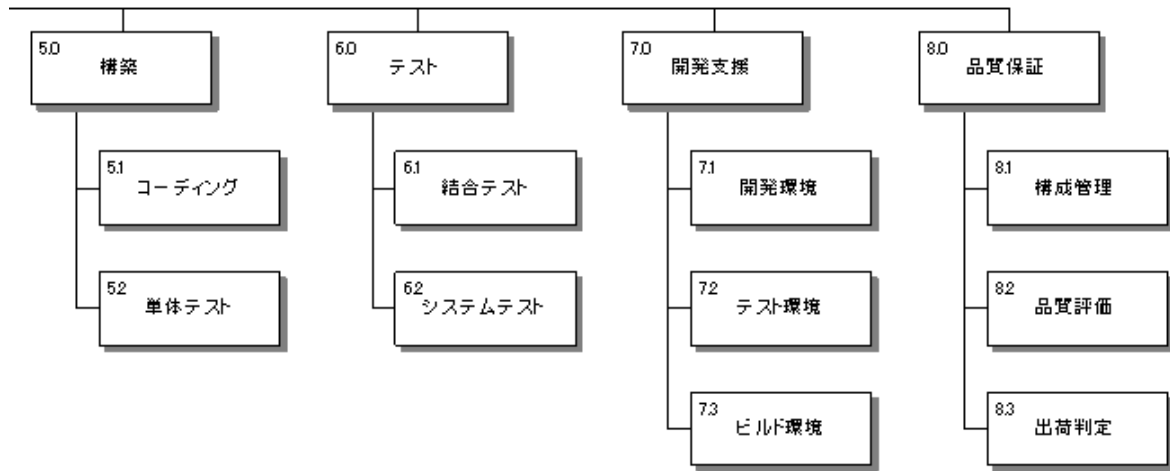 5.0
構築
6.0
テスト
7.0
開発支援
8.0
品質保証
5.1
コーディング
6.1
結合テスト
7.1
開発環境
8.1
構成管理
5.2
単体テスト
6.2
システムテスト
7.2
テスト環境
8.2
品質評価
7.3
ビルド環境
8.3
出荷判定